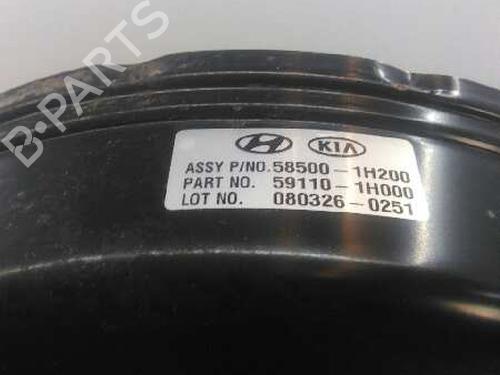 B-PARTS
KIA
ASSY P/NO. 58500-1H200
PART NO. 59110-1H000
LOT NO. 080326-0251